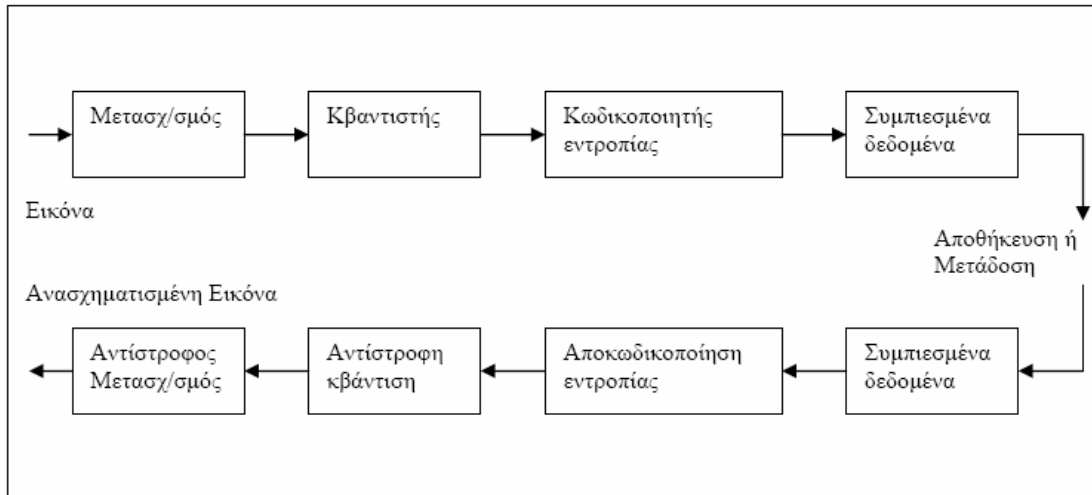 Μετασχ/σμός
Κβαντιστής
Κωδικοποιητής
εντροπίας
Συμπιεσμένα
δεδομένα
Εικόνα
Αποθήκευση ή
Μετάδοση
Ανασχηματισμένη Εικόνα
Αντίστροφος
Μετασχ/σμός
Αντίστροφη
κβάντιση
Αποκωδικοποίηση
εντροπίας
Συμπιεσμένα
δεδομένα